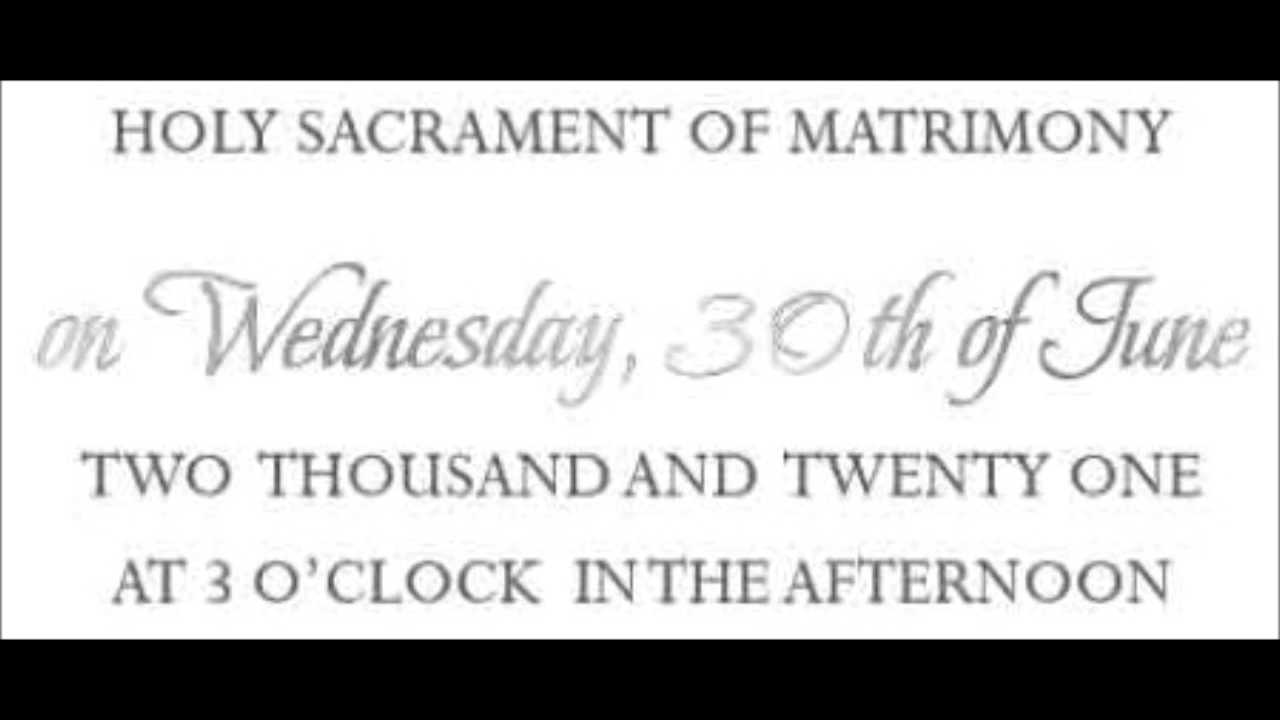 HOLY SACRAMENT OF MATRIMONY
on Wednesday, 30th of June
TWO THOUSAND AND TWENTY ONE
AT 3 O'CLOCK IN THE AFTERNOON